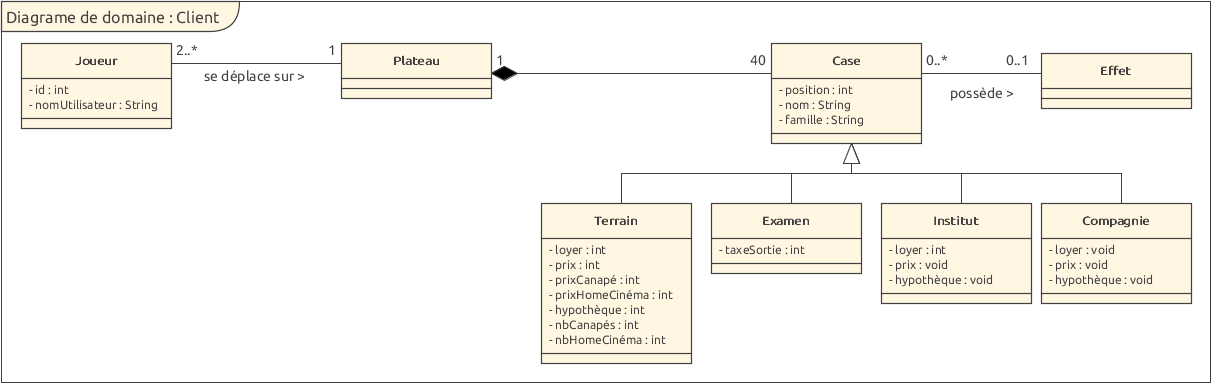 Diagrame de domaine : Client
Joueur
- id : int
- nomUtilisateur : String
2..*
1
se déplace sur >
Plateau
1
40
Case
- position : int
- nom : String
- famille : String
0..*
0..1
possède >
Effet
Terrain
- loyer : int
- prix : int
- prixCanapé : int
- prixHomeCinéma : int
- hypothèque : int
- nbCanapés : int
- nbHomeCinéma : int
Examen
- taxeSortie : int
Institut
- loyer : int
- prix : void
- hypothèque : void
Compagnie
- loyer : void
- prix : void
- hypothèque : void